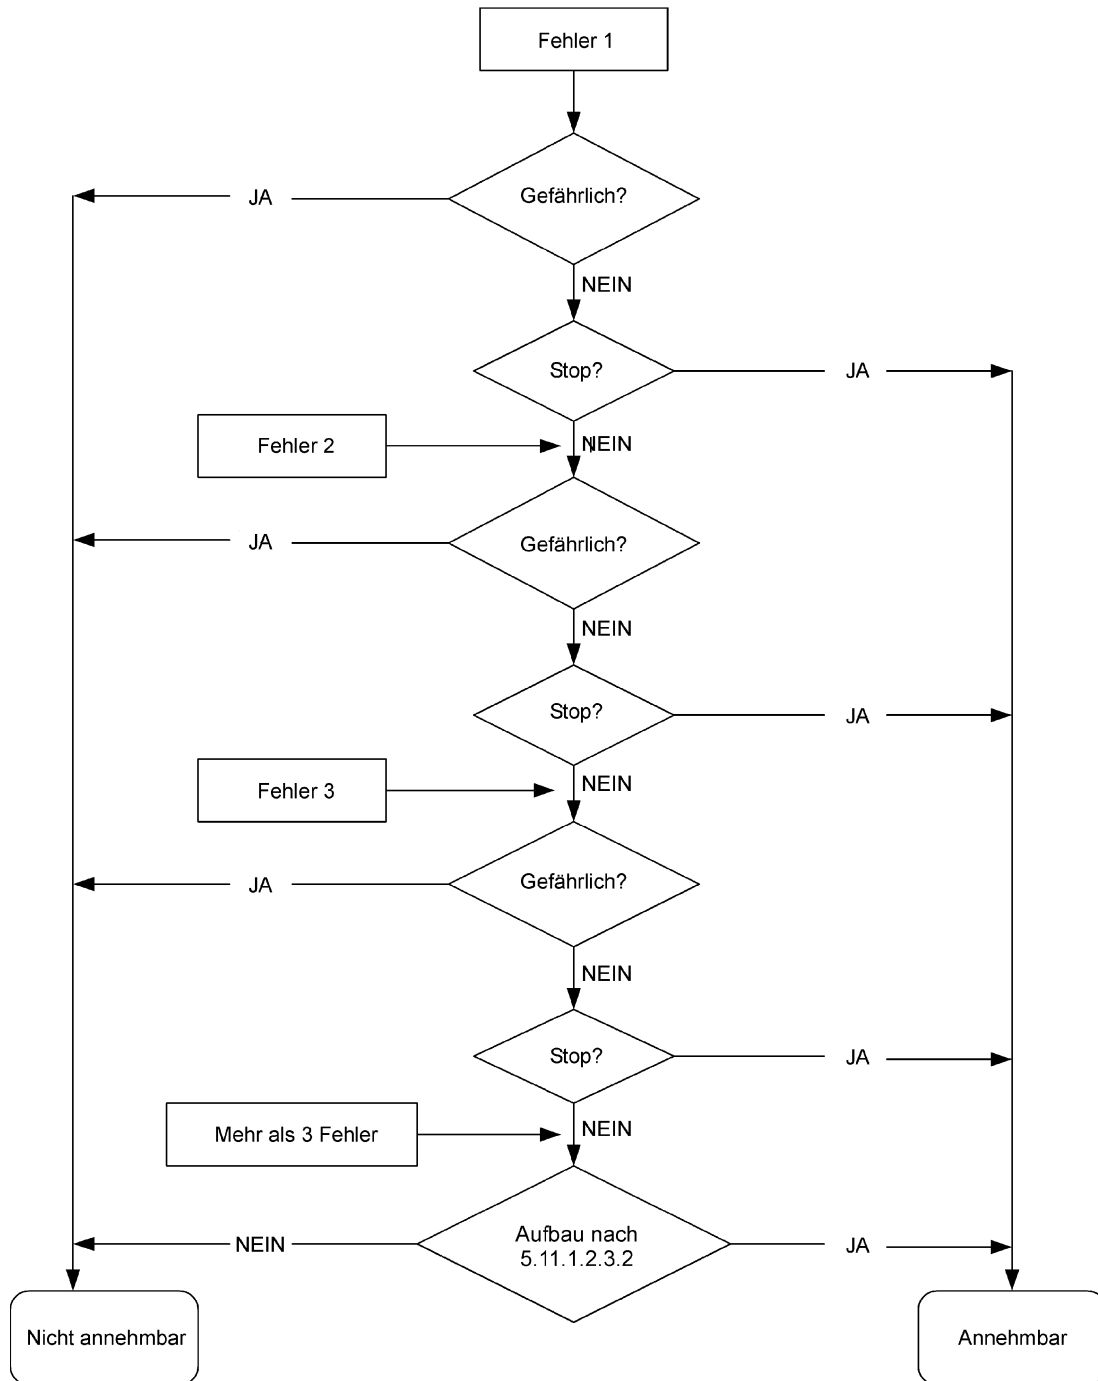 Fehler 1
Gefährlich?
JA
NEIN
Stop?
JA
Fehler 2
NEIN
Gefährlich?
JA
NEIN
Stop?
JA
Fehler 3
NEIN
Gefährlich?
JA
NEIN
Stop?
JA
Mehr als 3 Fehler
NEIN
Aufbau nach
5.11.1.2.3.2
NEIN
JA
Nicht annehmbar
Annehmbar